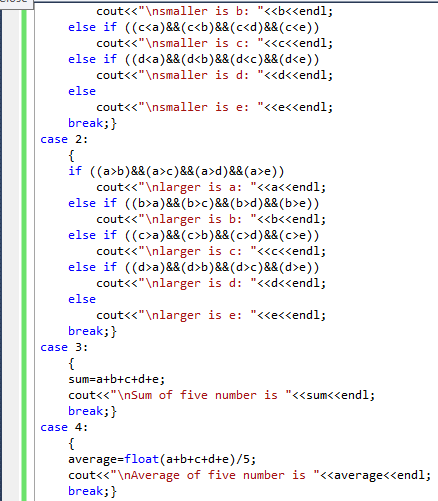 cout<<"\nsmaller is b: "<<b<<endl;
else if ((c<a)&&(c<b)&&(c<d)&&(c<e))
cout<<"\nsmaller is c: "<<c<<endl;
else if ((d<a)&&(d<b)&&(d<c)&&(d<e))
cout<<"\nsmaller is d: "<<d<<endl;
else
cout<<"\nsmaller is e: "<<e<<endl;
break;}
case 2:
{
if ((a>b)&&(a>c)&&(a>d)&&(a>e))
cout<<"\nlarger is a: "<<a<<endl;
else if ((b>a)&&(b>c)&&(b>d)&&(b>e))
cout<<"\nlarger is b: "<<b<<endl;
else if ((c>a)&&(c>b)&&(c>d)&&(c>e))
cout<<"\nlarger is c: "<<c<<endl;
else if ((d>a)&&(d>b)&&(d>c)&&(d>e))
cout<<"\nlarger is d: "<<d<<endl;
else
cout<<"\nlarger is e: "<<e<<endl;
break;}
case 3:
{
sum=a+b+c+d+e;
cout<<"\nSum of five number is "<<sum<<endl;
break;}
case 4:
{
average=float(a+b+c+d+e)/5;
cout<<"\nAverage of five number is "<<average<<endl;
break;}